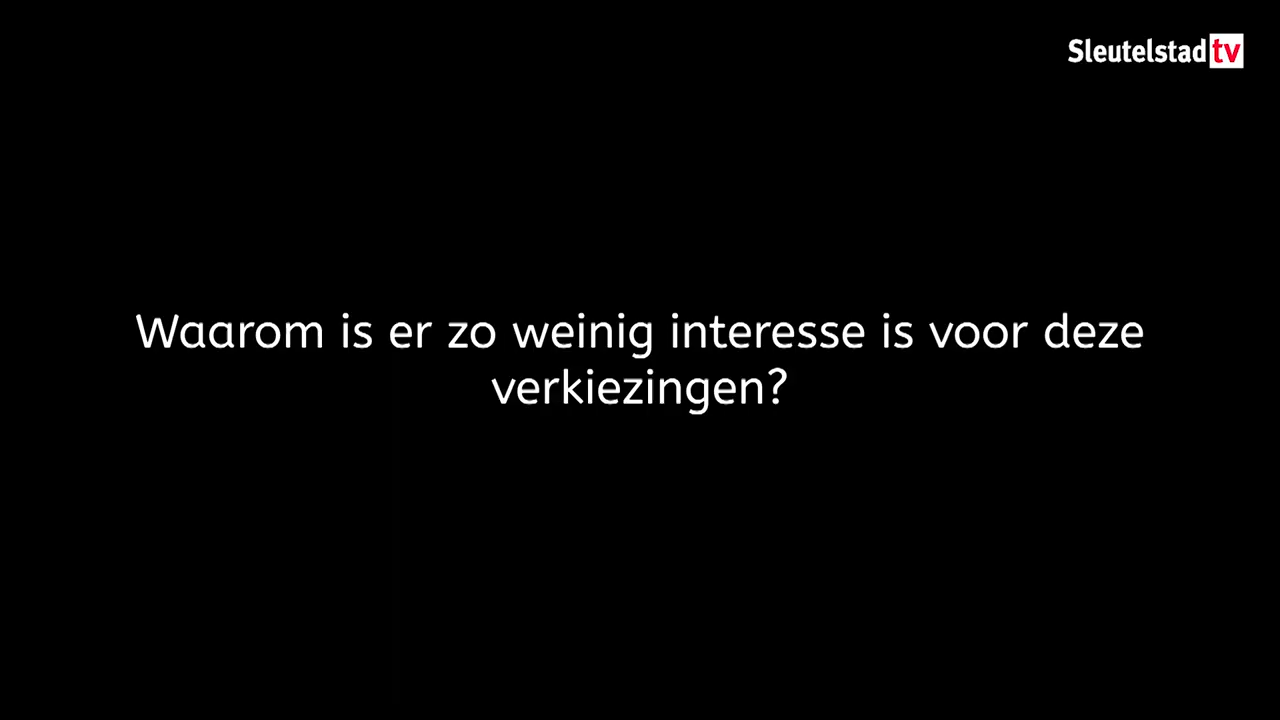 Sleutelstad tv
Waarom is er zo weinig interesse is voor deze
verkiezingen?